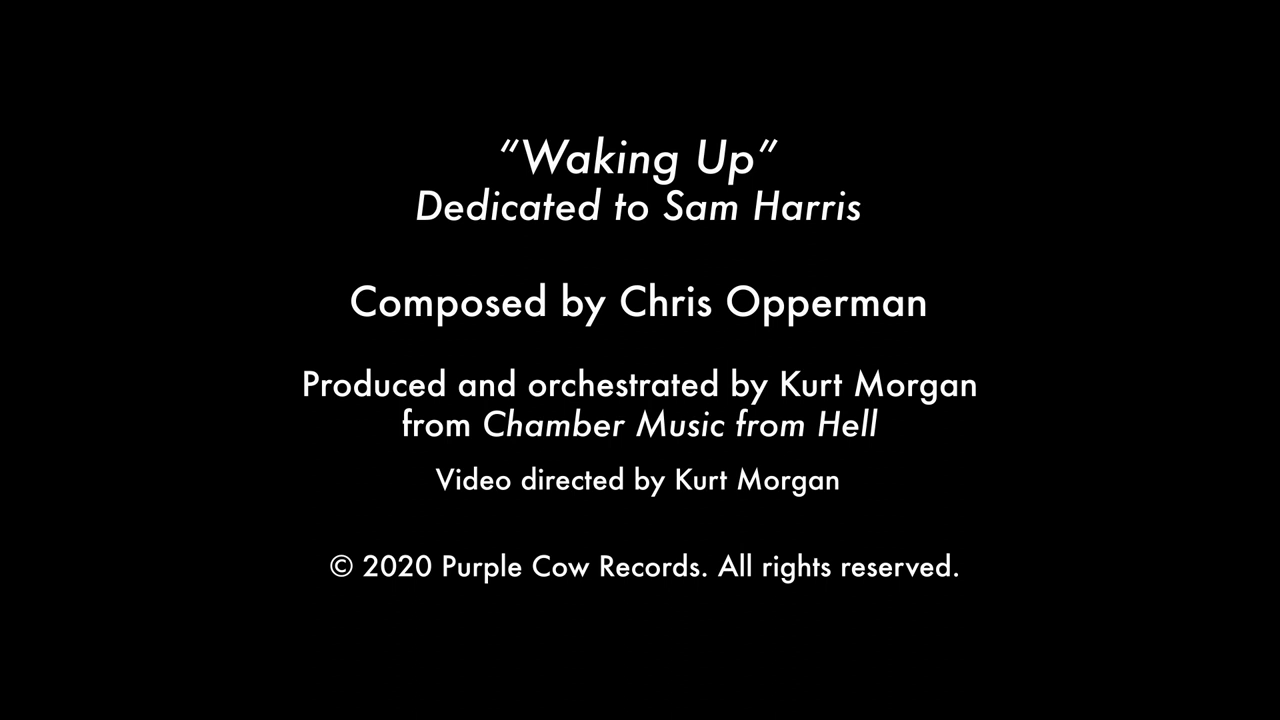 “Waking Up”
Dedicated to Sam Harris
Composed by Chris Opperman
Produced and orchestrated by Kurt Morgan
from Chamber Music from Hell
Video directed by Kurt Morgan
© 2020 Purple Cow Records. All rights reserved.